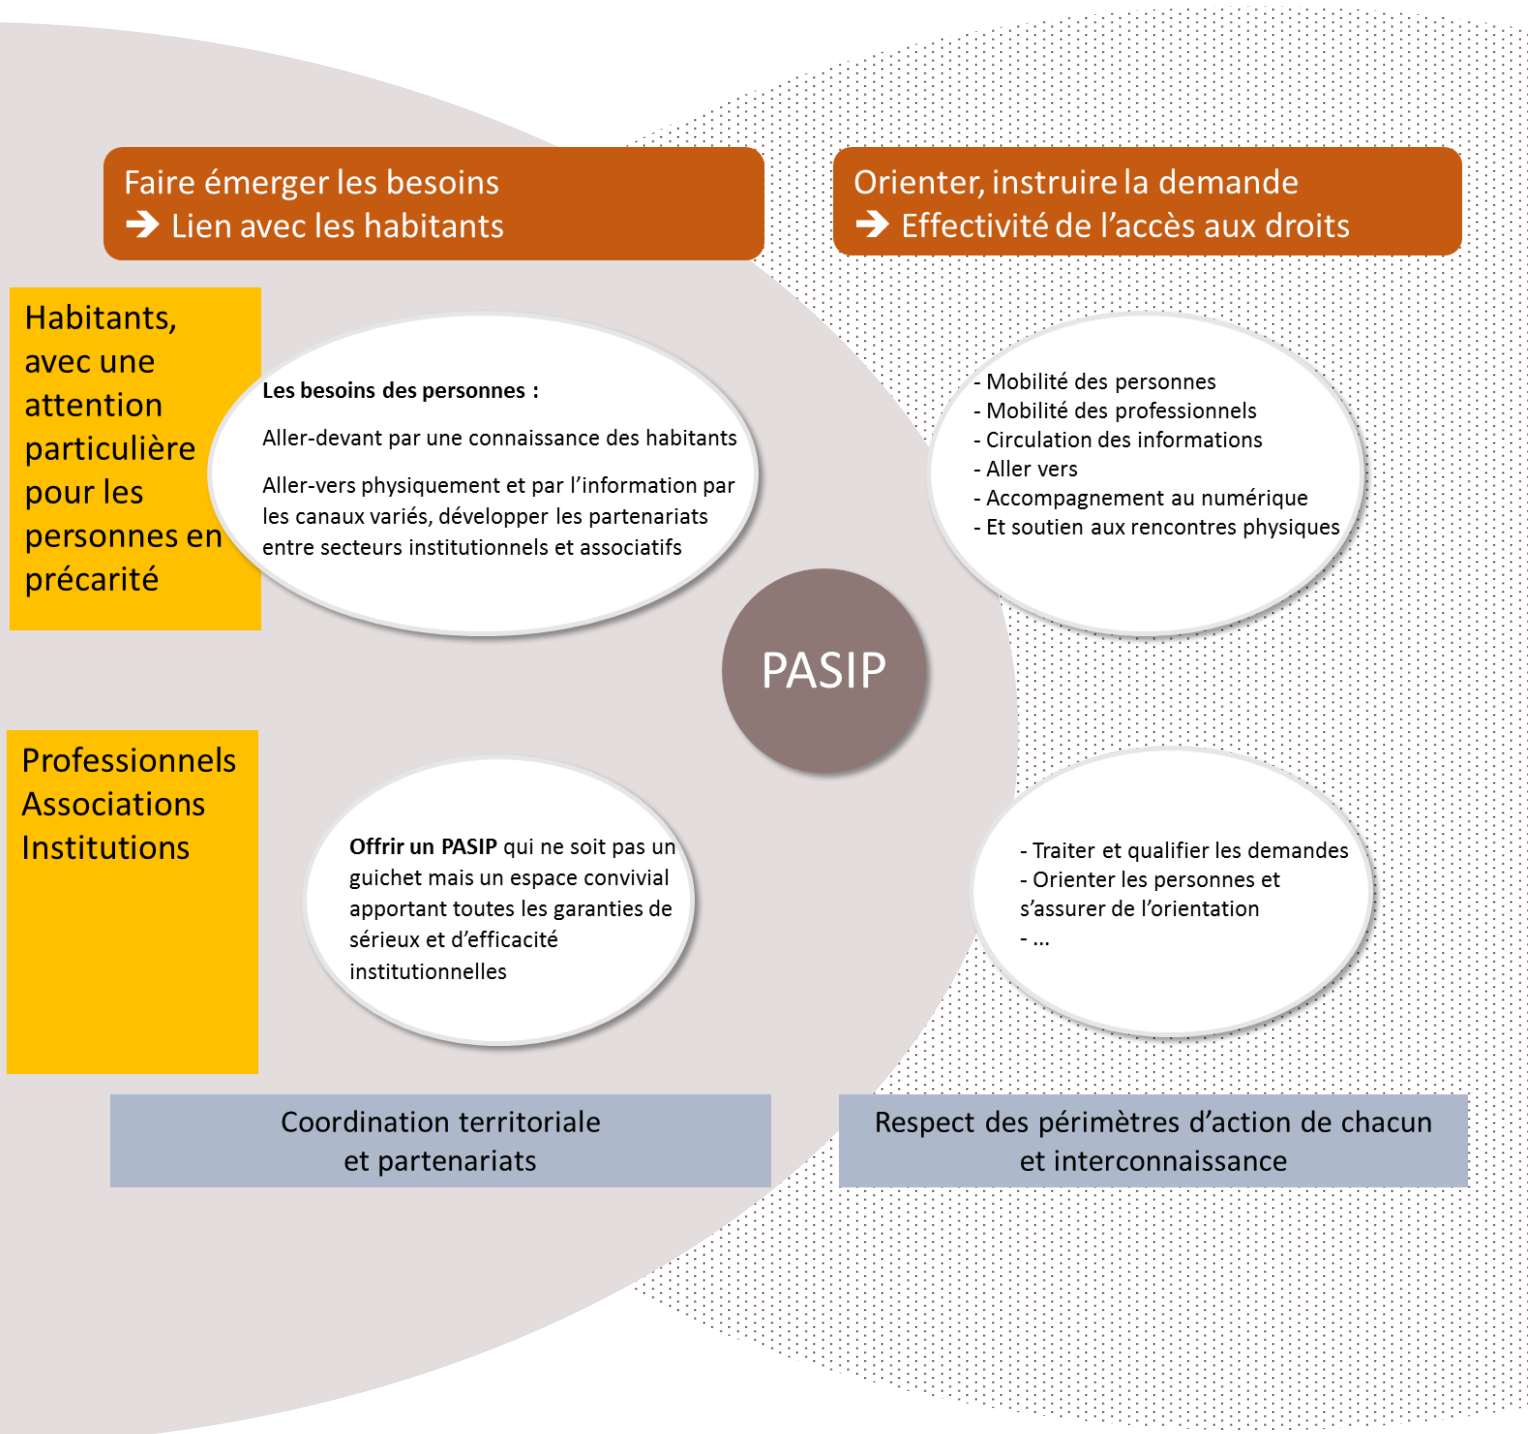 Faire émerger les besoins
➔ Lien avec les habitants
Orienter, instruire la demande
➔ Effectivité de l’accès aux droits
Habitants,
avec une
attention
particulière
pour les
personnes en
précarité
Les besoins des personnes :
Aller-devant par une connaissance des habitants
Aller-vers physiquement et par l’information par
les canaux variés, développer les partenariats
entre secteurs institutionnels et associatifs
- Mobilité des personnes
- Mobilité des professionnels
- Circulation des informations
- Aller vers
- Accompagnement au numérique
- Et soutien aux rencontres physiques
PASIP
Professionnels
Associations
Institutions
Offrir un PASIP qui ne soit pas un
guichet mais un espace convivial
apportant toutes les garanties de
sérieux et d’efficacité
institutionnelles
- Traiter et qualifier les demandes
- Orienter les personnes et
s’assurer de l’orientation
- ...
Coordination territoriale
et partenariats
Respect des périmètres d’action de chacun
et interconnaissance